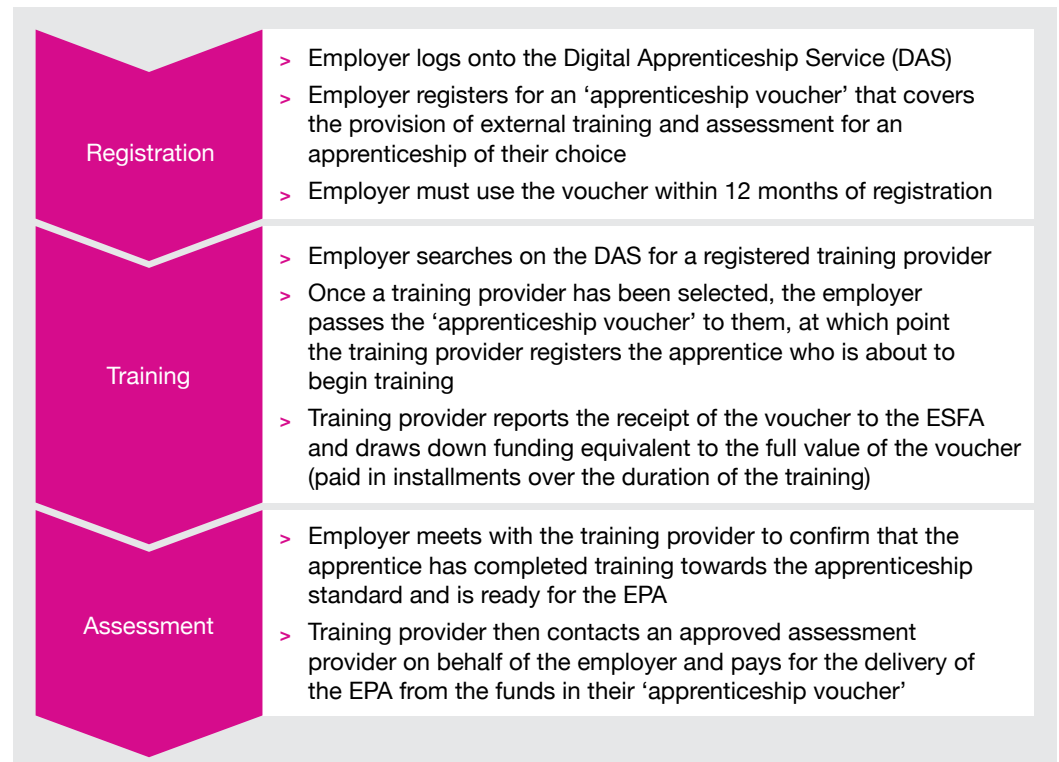 Registration
> Employer logs onto the Digital Apprenticeship Service (DAS)
> Employer registers for an ‘apprenticeship voucher’ that covers
the provision of external training and assessment for an
apprenticeship of their choice
> Employer must use the voucher within 12 months of registration
Training
> Employer searches on the DAS for a registered training provider
> Once a training provider has been selected, the employer
passes the ‘apprenticeship voucher’ to them, at which point
the training provider registers the apprentice who is about to
begin training
> Training provider reports the receipt of the voucher to the ESFA
and draws down funding equivalent to the full value of the voucher
(paid in installments over the duration of the training)
Assessment
> Employer meets with the training provider to confirm that the
apprentice has completed training towards the apprenticeship
standard and is ready for the EPA
> Training provider then contacts an approved assessment
provider on behalf of the employer and pays for the delivery of
the EPA from the funds in their ‘apprenticeship voucher’